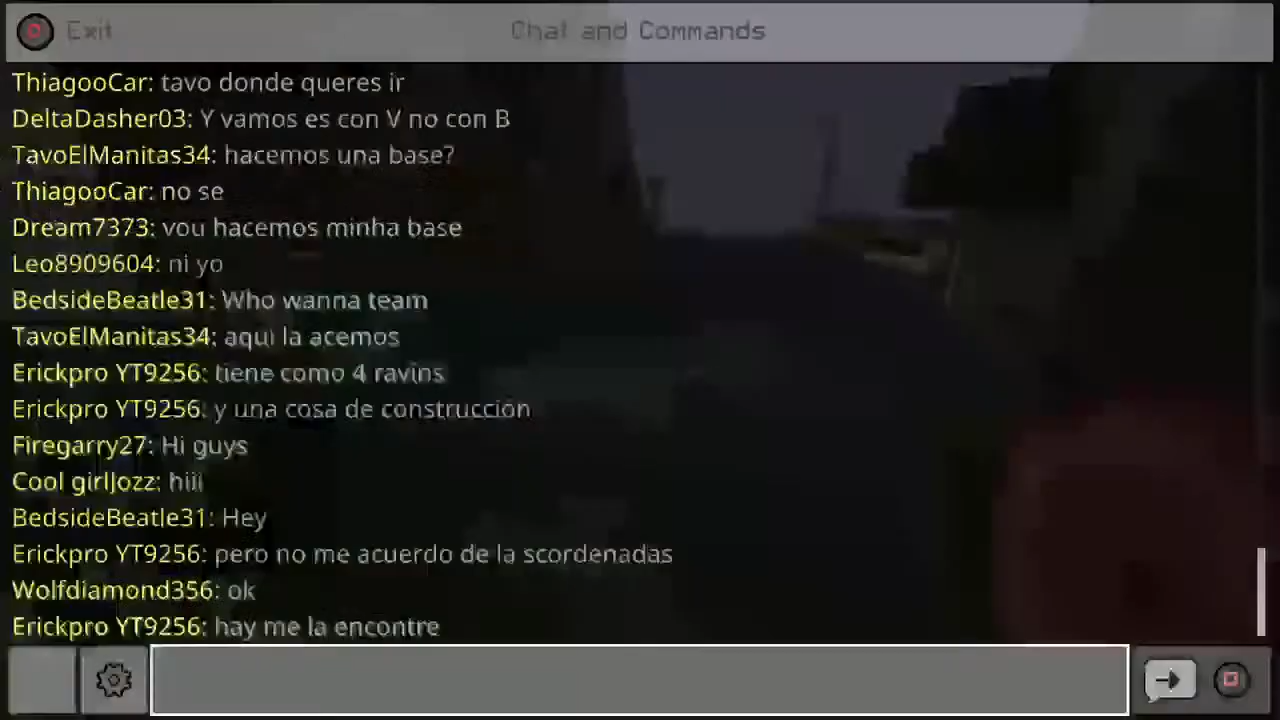 Exit
Chat and Commands
ThiagooCar: tavo donde queres ir
DeltaDasher03: Y vamos es con V no con B
TavoElManitas34: hacemos una base?
ThiagooCar: no se
Dream7373: vou hacemos minha base
Leo8909604: ni yo
BedsideBeatle31: Who wanna team
TavoElManitas34: aqui la acemos
Erickpro YT9256: tiene como 4 ravins
Erickpro YT9256: y una cosa de construcción
Firegarry27: Hi guys
Cool girlJozz: hiii
BedsideBeatle31: Hey
Erickpro YT9256: pero no me acuerdo de la scordenadas
Wolfdiamond356: ok
Erickpro YT9256: hay me la encontre